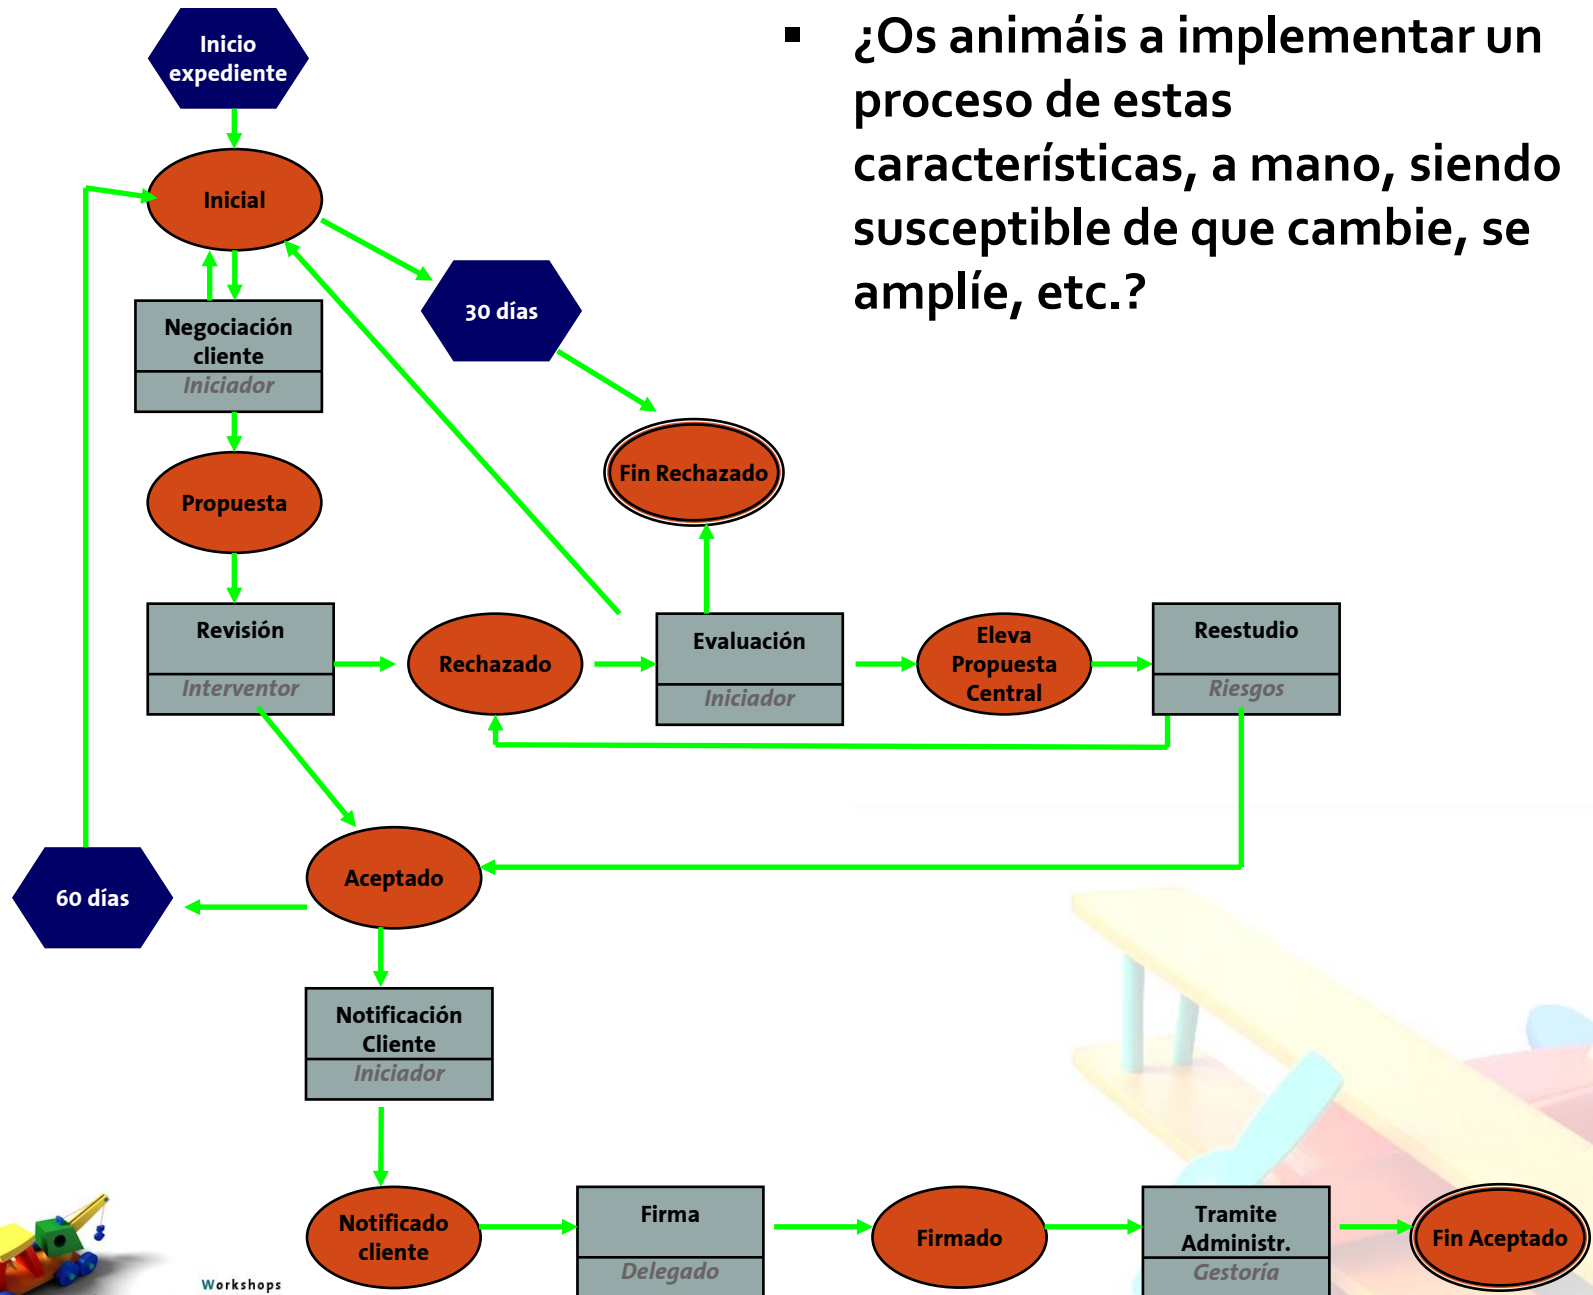 Inicio
expediente
▪ ¿Os animáis a implementar un
proceso de estas
características, a mano, siendo
susceptible de que cambie, se
amplíe, etc.?
Inicial
30 días
Negociación
cliente
Iniciador
Fin Rechazado
Propuesta
Revisión
Interventor
Rechazado
Evaluación
Iniciador
Eleva
Propuesta
Central
Reestudio
Riesgos
Aceptado
60 días
Notificación
Cliente
Iniciador
Notificado
cliente
Firma
Delegado
Firmado
Tramite
Administr.
Gestoría
Fin Aceptado
Workshops